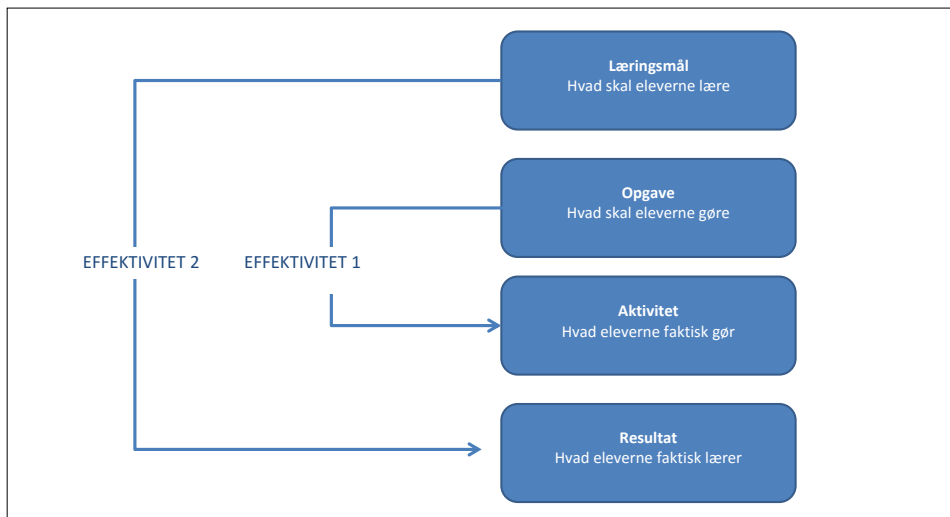 Læringsmål
Hvad skal eleverne lære
Opgave
Hvad skal eleverne gøre
EFFEKTIVITET 2
EFFEKTIVITET 1
Aktivitet
Hvad eleverne faktisk gør
Resultat
Hvad eleverne faktisk lærer